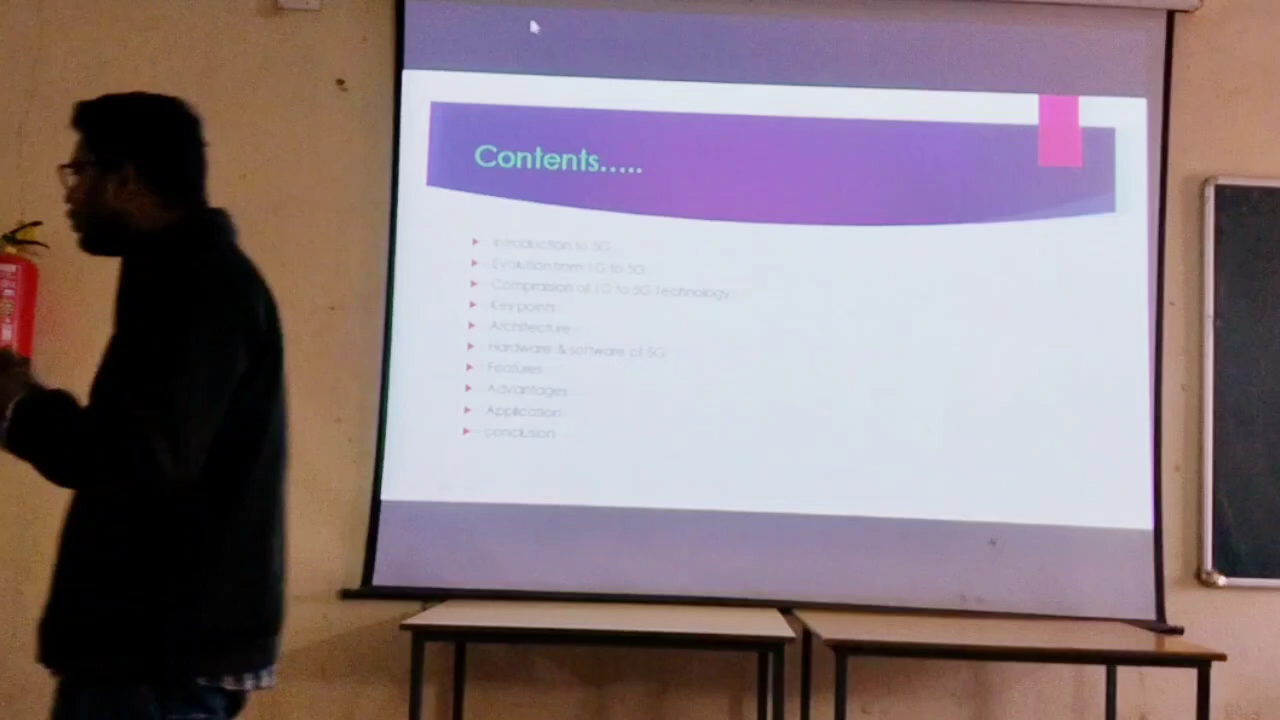 Contents.....
Introduction to 5G
Evolution from 1G to 5G
Comprasion of 1G to 5G Technology
Key points
Architecture
Hardware & software of 5G
Features
Advantages
Application
conclusion